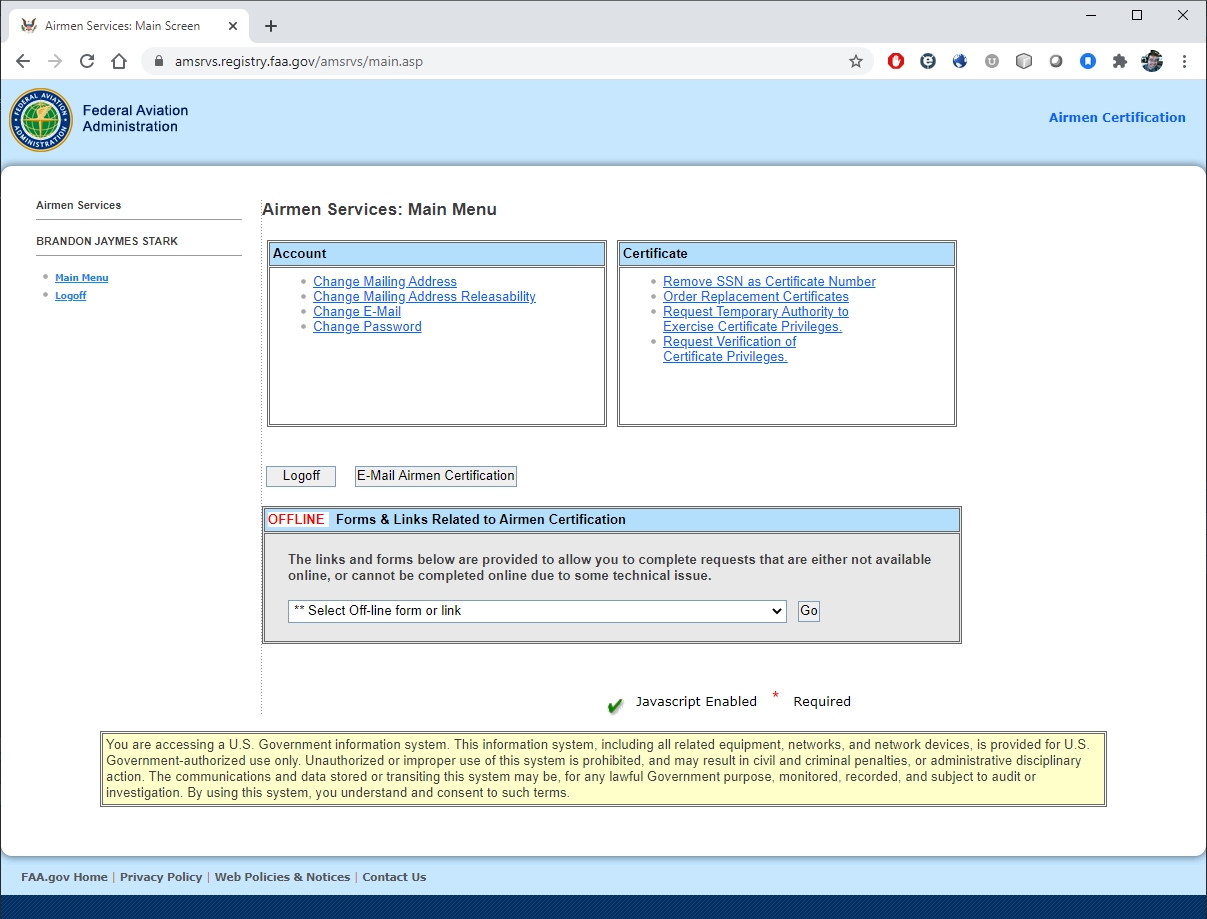 Airmen Services: Main Screen
amsrvs.registry.faa.gov/amsrvs/main.asp
FEDERAL AVIATION ADMINISTRATION
Federal Aviation
Administration
Airmen Certification
Airmen Services
BRANDON JAYMES STARK
Main Menu
Logoff
Airmen Services: Main Menu
Account
Change Mailing Address
Change Mailing Address Releasability
Change E-Mail
Change Password
Certificate
Remove SSN as Certificate Number
Order Replacement Certificates
Request Temporary Authority to
Exercise Certificate Privileges.
Request Verification of
Certificate Privileges.
Logoff
E-Mail Airmen Certification
OFFLINE Forms & Links Related to Airmen Certification
The links and forms below are provided to allow you to complete requests that are either not available
online, or cannot be completed online due to some technical issue.
** Select Off-line form or link
Go
Javascript Enabled * Required
You are accessing a U.S. Government information system. This information system, including all related equipment, networks, and network devices, is provided for U.S.
Government-authorized use only. Unauthorized or improper use of this system is prohibited, and may result in civil and criminal penalties, or administrative disciplinary
action. The communications and data stored or transiting this system may be, for any lawful Government purpose, monitored, recorded, and subject to audit or
investigation. By using this system, you understand and consent to such terms.
FAA.gov Home | Privacy Policy | Web Policies & Notices | Contact Us